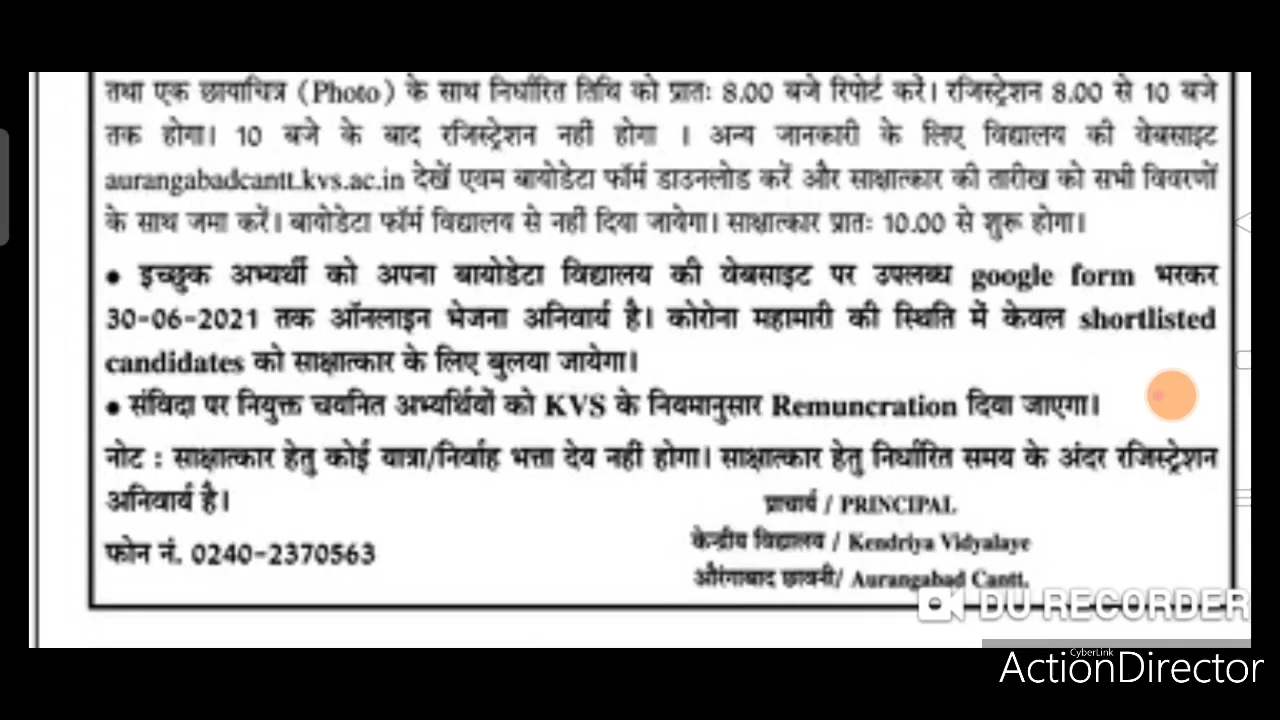 तथा एक छायाचित्र (Photo) के साथ निर्धारित तिथि को प्रातः 8.00 बजे रिपोर्ट करें। रजिस्ट्रेशन 8.00 से 10 बजे
तक होगा। 10 बजे के बाद रजिस्ट्रेशन नहीं होगा । अन्य जानकारी के लिए विद्यालय की वेबसाइट
aurangabadcantt.kvs.ac.in देखें एवम बायोडेटा फॉर्म डाउनलोड करें और साक्षात्कार की तारीख को सभी विवरणों
के साथ जमा करें। बायोडेटा फॉर्म विद्यालय से नहीं दिया जायेगा। साक्षात्कार प्रातः 10.00 से शुरू होगा।
• इच्छुक अभ्यर्थी को अपना बायोडेटा विद्यालय की वेबसाइट पर उपलब्ध google form भरकर
30-06-2021 तक ऑनलाइन भेजना अनिवार्य है। कोरोना महामारी की स्थिति में केवल shortlisted
candidates को साक्षात्कार के लिए बुलया जायेगा।
• संविदा पर नियुक्त चयनित अभ्यर्थियों को KVS के नियमानुसार Remuncration दिया जाएगा।
नोट : साक्षात्कार हेतु कोई यात्रा/निर्वाह भत्ता देय नही होगा। साक्षात्कार हेतु निर्धारित समय के अंदर रजिस्ट्रेशन
अनिवार्य है।
प्राचार्य / PRINCIPAL
फोन नं. 0240-2370563
केन्द्रीय विद्यालय / Kendriya Vidyalaye
औरंगाबाद छावनी/ Aurangabad Cantt.
DU RECORDER
CyberLink
ActionDirector